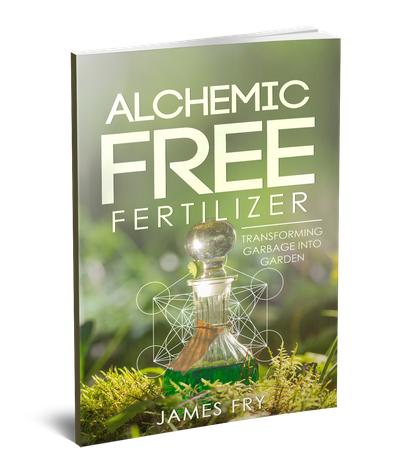 ALCHEMIC
FREE
FERTILIZER
TRANSFORMING
GARBAGE INTO
GARDEN
JAMES FRY